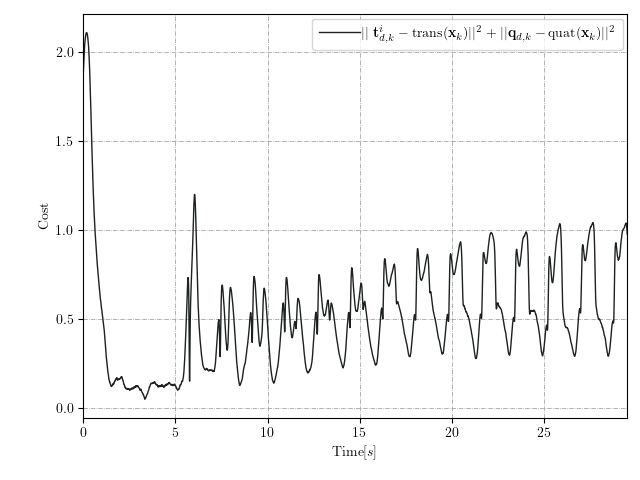 || t^i_{d,k} − trans(x_k)||² + ||q_{d,k} − quat(x_k)||²
2.0
1.5
1.0
0.5
0.0
Cost
0 5 10 15 20 25
Time[s]